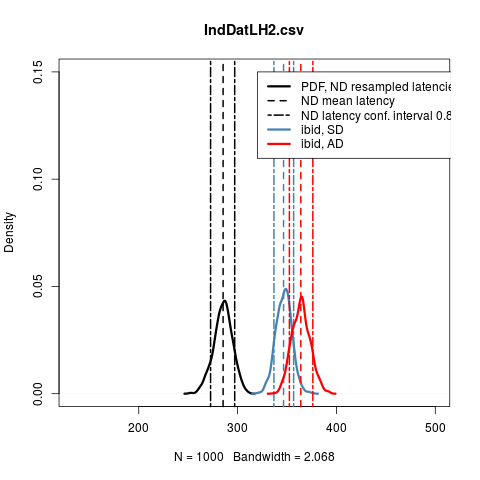 IndDatLH2.csv
0.15
0.10
0.05
0.00
Density
PDF, ND resampled latencie
ND mean latency
ND latency conf. interval 0.8
ibid, SD
ibid, AD
200 300 400 500
N = 1000 Bandwidth = 2.068